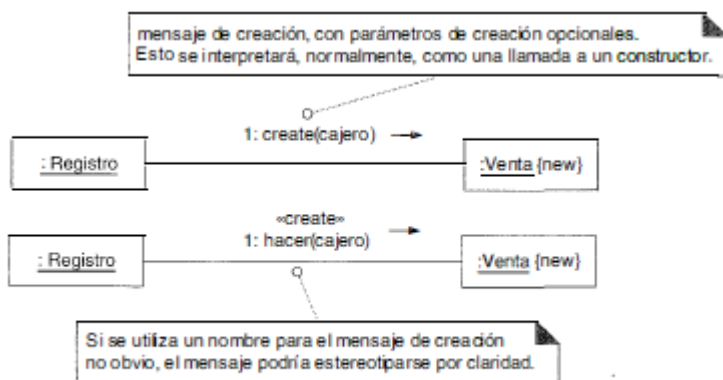 mensaje de creación, con parámetros de creación opcionales.
Esto se interpretará, normalmente, como una llamada a un constructor.
1: create(cajero)
: Registro
:Venta {new}
«create»
1: hacer(cajero)
: Registro
:Venta {new}
Si se utiliza un nombre para el mensaje de creación
no obvio, el mensaje podría estereotiparse por claridad.